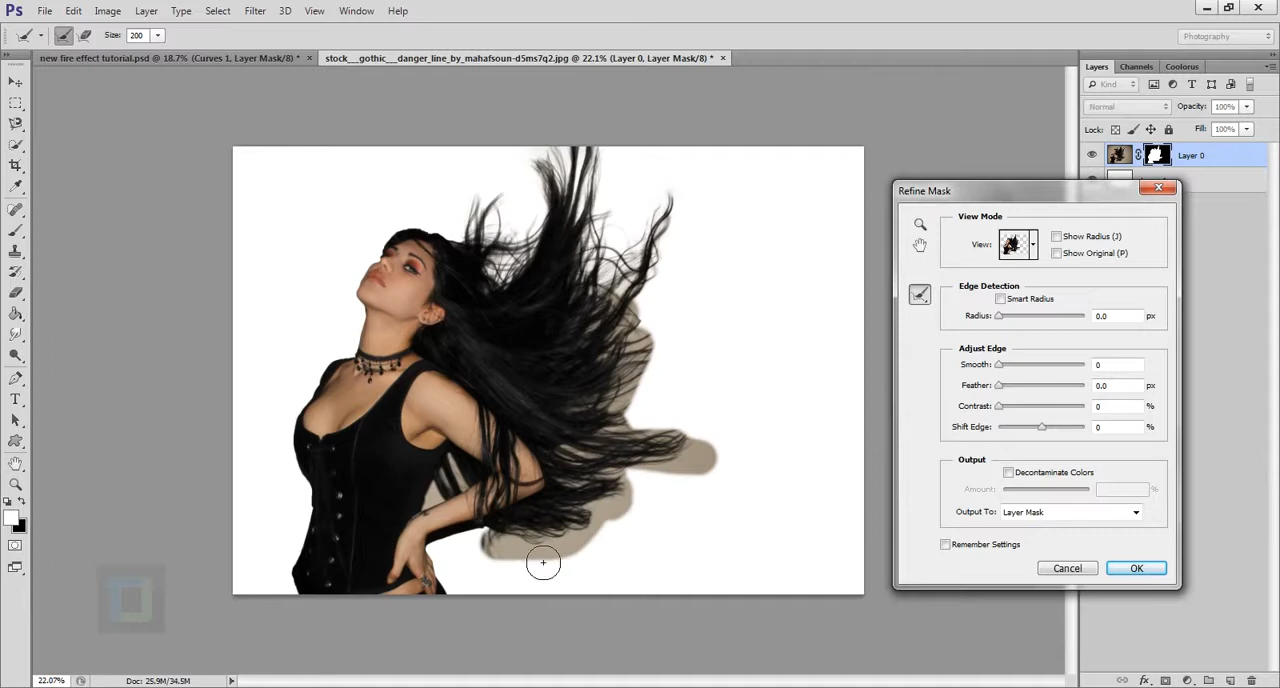 Ps File Edit Image Layer Type Select Filter 3D View Window Help
Size: 200 Photography
new fire effect tutorial.psd @ 18.7% (Curves 1, Layer Mask/8) * × stock__gothic___danger_line_by_mahafsoun-d5ms7q2.jpg @ 22.1% (Layer 0, Layer Mask/8) * ×
Layers Channels Coolorus
Kind
Normal Opacity: 100%
Lock: Fill: 100%
Layer 0
Refine Mask
View Mode
View: Show Radius (J)
Show Original (P)
Edge Detection
Smart Radius
Radius: 0.0 px
Adjust Edge
Smooth: 0
Feather: 0.0 px
Contrast: 0 %
Shift Edge: 0 %
Output
Decontaminate Colors
Amount: %
Output To: Layer Mask
Remember Settings
Cancel OK
22.07% Doc: 25.9M/34.5M